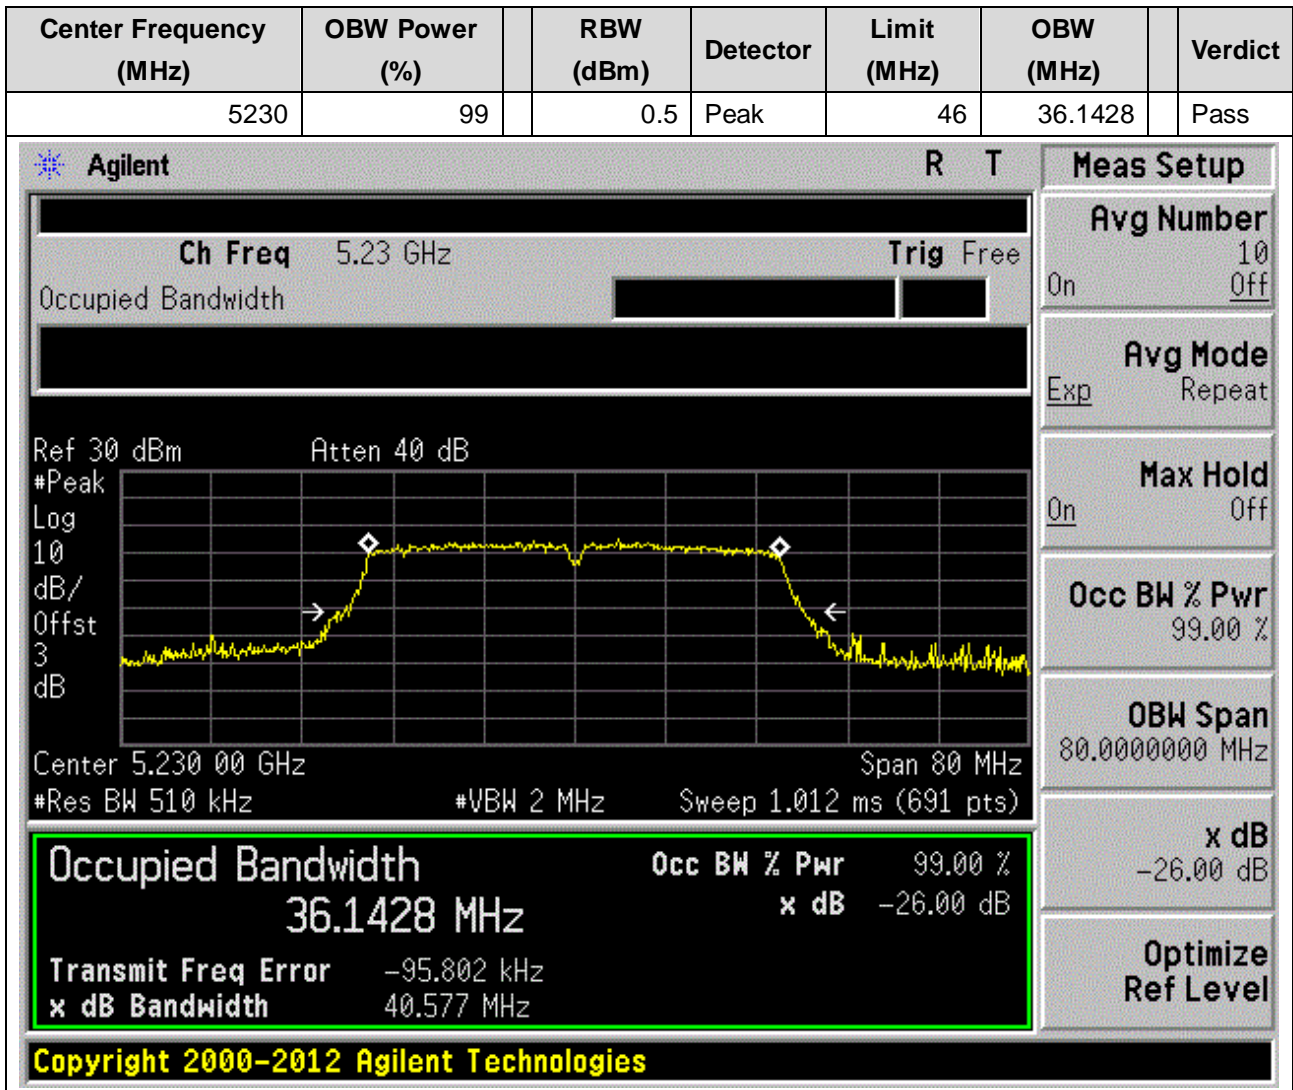 Center Frequency (MHz) OBW Power (%) RBW (dBm) Detector Limit (MHz) OBW (MHz) Verdict
5230 99 0.5 Peak 46 36.1428 Pass
Agilent R T
Ch Freq 5.23 GHz Trig Free
Occupied Bandwidth
Ref 30 dBm Atten 40 dB
#Peak
Log
10
dB/
Offst
3
dB
Center 5.230 00 GHz Span 80 MHz
#Res BW 510 kHz #VBW 2 MHz Sweep 1.012 ms (691 pts)
Occupied Bandwidth Occ BW % Pwr 99.00 %
36.1428 MHz x dB -26.00 dB
Transmit Freq Error -95.802 kHz
x dB Bandwidth 40.577 MHz
Copyright 2000-2012 Agilent Technologies
Meas Setup
Avg Number
10
On Off
Avg Mode
Exp Repeat
Max Hold
On Off
Occ BW % Pwr
99.00 %
OBW Span
80.0000000 MHz
x dB
-26.00 dB
Optimize
Ref Level